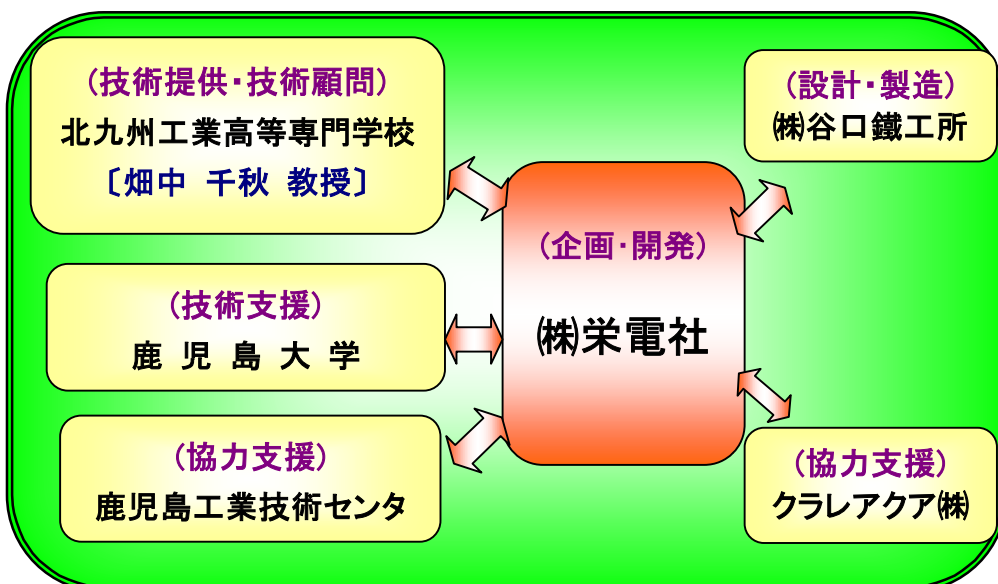 (技術提供・技術顧問)
北九州工業高等専門学校
〔畑中 千秋 教授〕
(技術支援)
鹿 児 島 大 学
(協力支援)
鹿児島工業技術センタ
(企画・開発)
㈱栄電社
(設計・製造)
㈱谷口鐵工所
(協力支援)
クラレアクア㈱